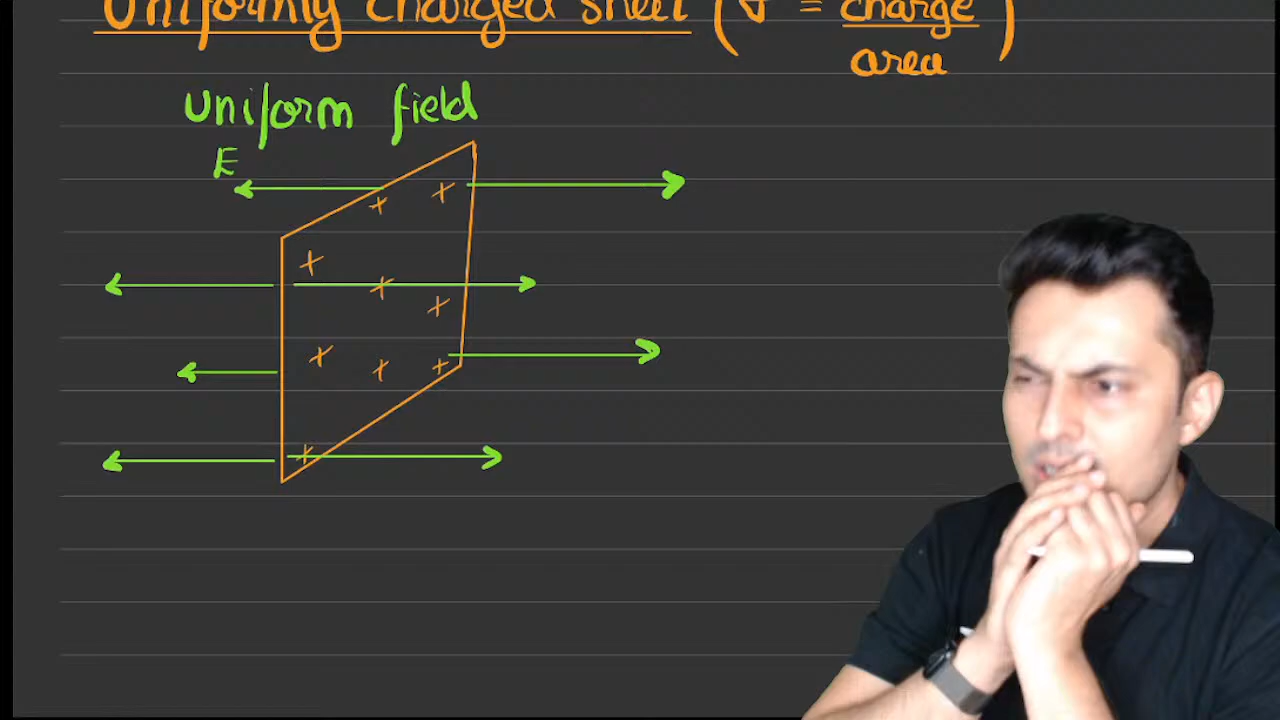 Uniformly charged sheet (σ = charge/area)
Uniform field
E
+ +
+
+
+
+ + +
+